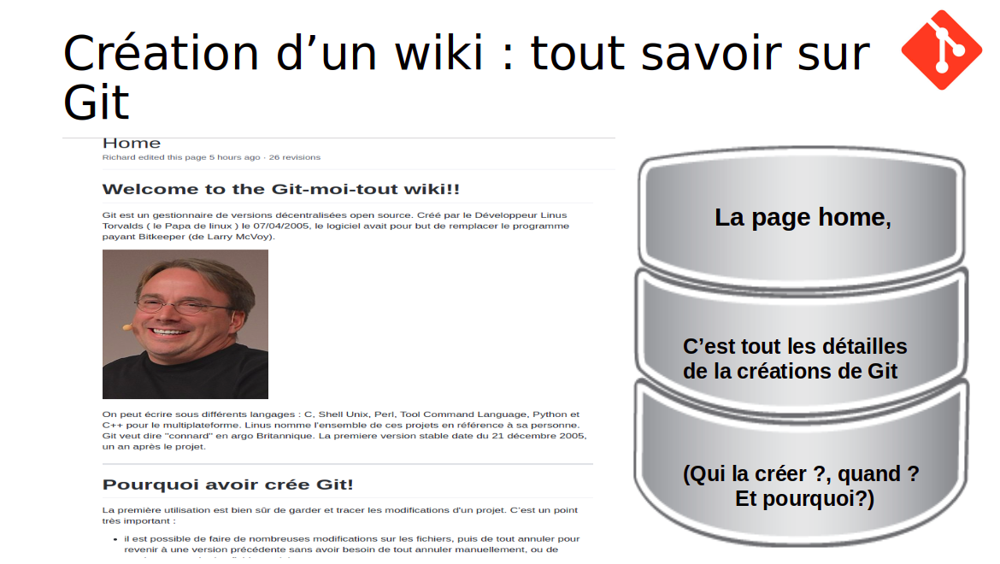 Création d’un wiki : tout savoir sur
Git
Home
Richard edited this page 5 hours ago · 26 revisions
Welcome to the Git-moi-tout wiki!!
Git est un gestionnaire de versions décentralisées open source. Créé par le Développeur Linus
Torvalds ( le Papa de linux ) le 07/04/2005, le logiciel avait pour but de remplacer le programme
payant Bitkeeper (de Larry McVoy).
On peut écrire sous différents langages : C, Shell Unix, Perl, Tool Command Language, Python et
C++ pour le multiplateforme. Linus nomme l'ensemble de ces projets en référence à sa personne.
Git veut dire "connard" en argo Britannique. La premiere version stable date du 21 décembre 2005,
un an après le projet.
Pourquoi avoir crée Git!
La première utilisation est bien sûr de garder et tracer les modifications d'un projet. C'est un point
très important :
• il est possible de faire de nombreuses modifications sur les fichiers, puis de tout annuler pour
revenir à une version précédente sans avoir besoin de tout annuler manuellement, ou de
La page home,
C’est tout les détailles
de la créations de Git
(Qui la créer ?, quand ?
Et pourquoi?)